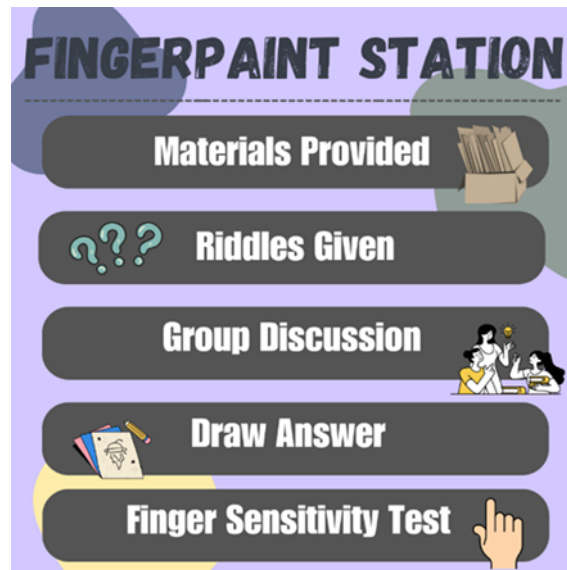 FINGERPAINT STATION
Materials Provided
Riddles Given
Group Discussion
Draw Answer
Finger Sensitivity Test